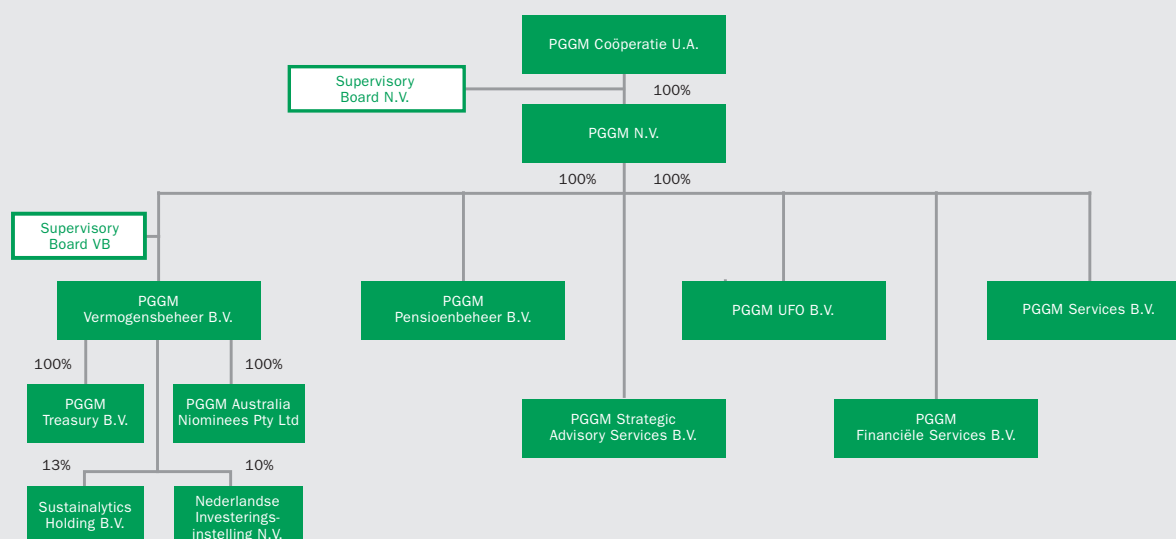 PGGM Coöperatie U.A.
Supervisory
Board N.V.
100%
PGGM N.V.
100%
100%
Supervisory
Board VB
PGGM
Vermogensbeheer B.V.
PGGM
Pensioenbeheer B.V.
PGGM UFO B.V.
PGGM Services B.V.
100%
100%
PGGM
Treasury B.V.
PGGM Australia
Niominees Pty Ltd
PGGM Strategic
Advisory Services B.V.
PGGM
Financiële Services B.V.
13%
10%
Sustainalytics
Holding B.V.
Nederlandse
Investerings-
instelling N.V.